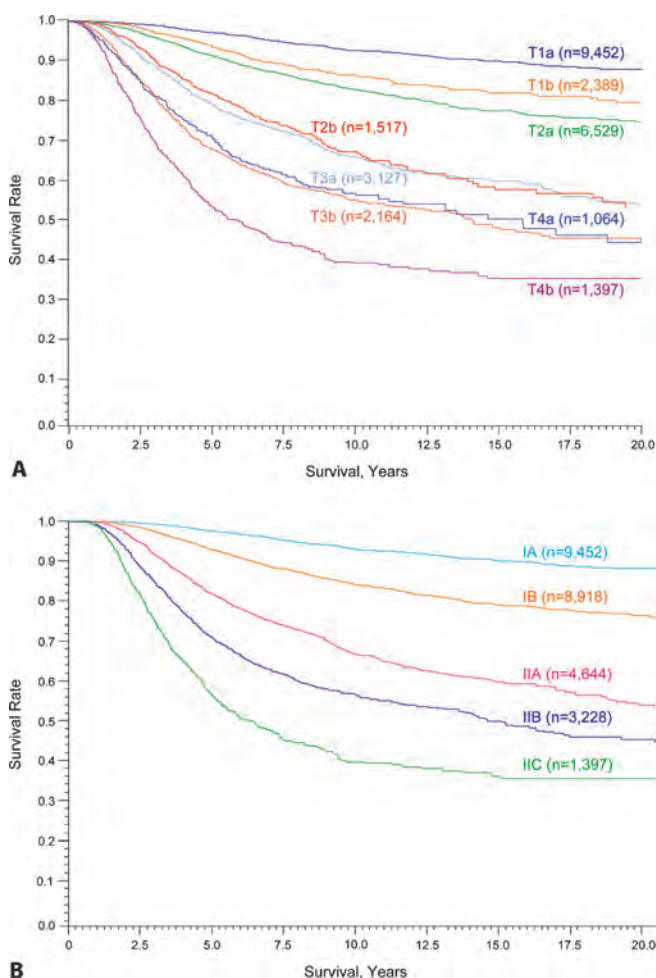 1.0
0.9
0.8
0.7
0.6
0.5
0.4
0.3
0.2
0.1
0.0
Survival Rate
T1a (n=9,452)
T1b (n=2,389)
T2b (n=1,517)
T2a (n=6,529)
T3a (n=3,127)
T3b (n=2,164)
T4a (n=1,064)
T4b (n=1,397)
0 2.5 5.0 7.5 10.0 12.5 15.0 17.5 20.0
A
Survival, Years
1.0
0.9
0.8
0.7
0.6
0.5
0.4
0.3
0.2
0.1
0.0
Survival Rate
IA (n=9,452)
IB (n=8,918)
IIA (n=4,644)
IIB (n=3,228)
IIC (n=1,397)
0 2.5 5.0 7.5 10.0 12.5 15.0 17.5 20.0
B
Survival, Years